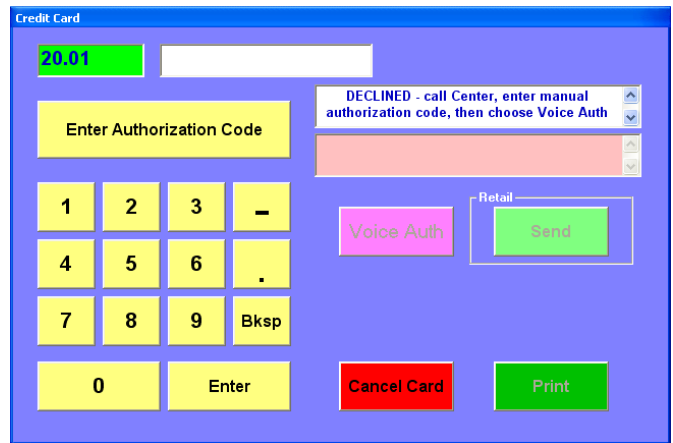 Credit Card
20.01
DECLINED - call Center, enter manual
authorization code, then choose Voice Auth
Enter Authorization Code
1 2 3 –
Retail
Voice Auth Send
4 5 6 .
7 8 9 Bksp
0 Enter Cancel Card Print